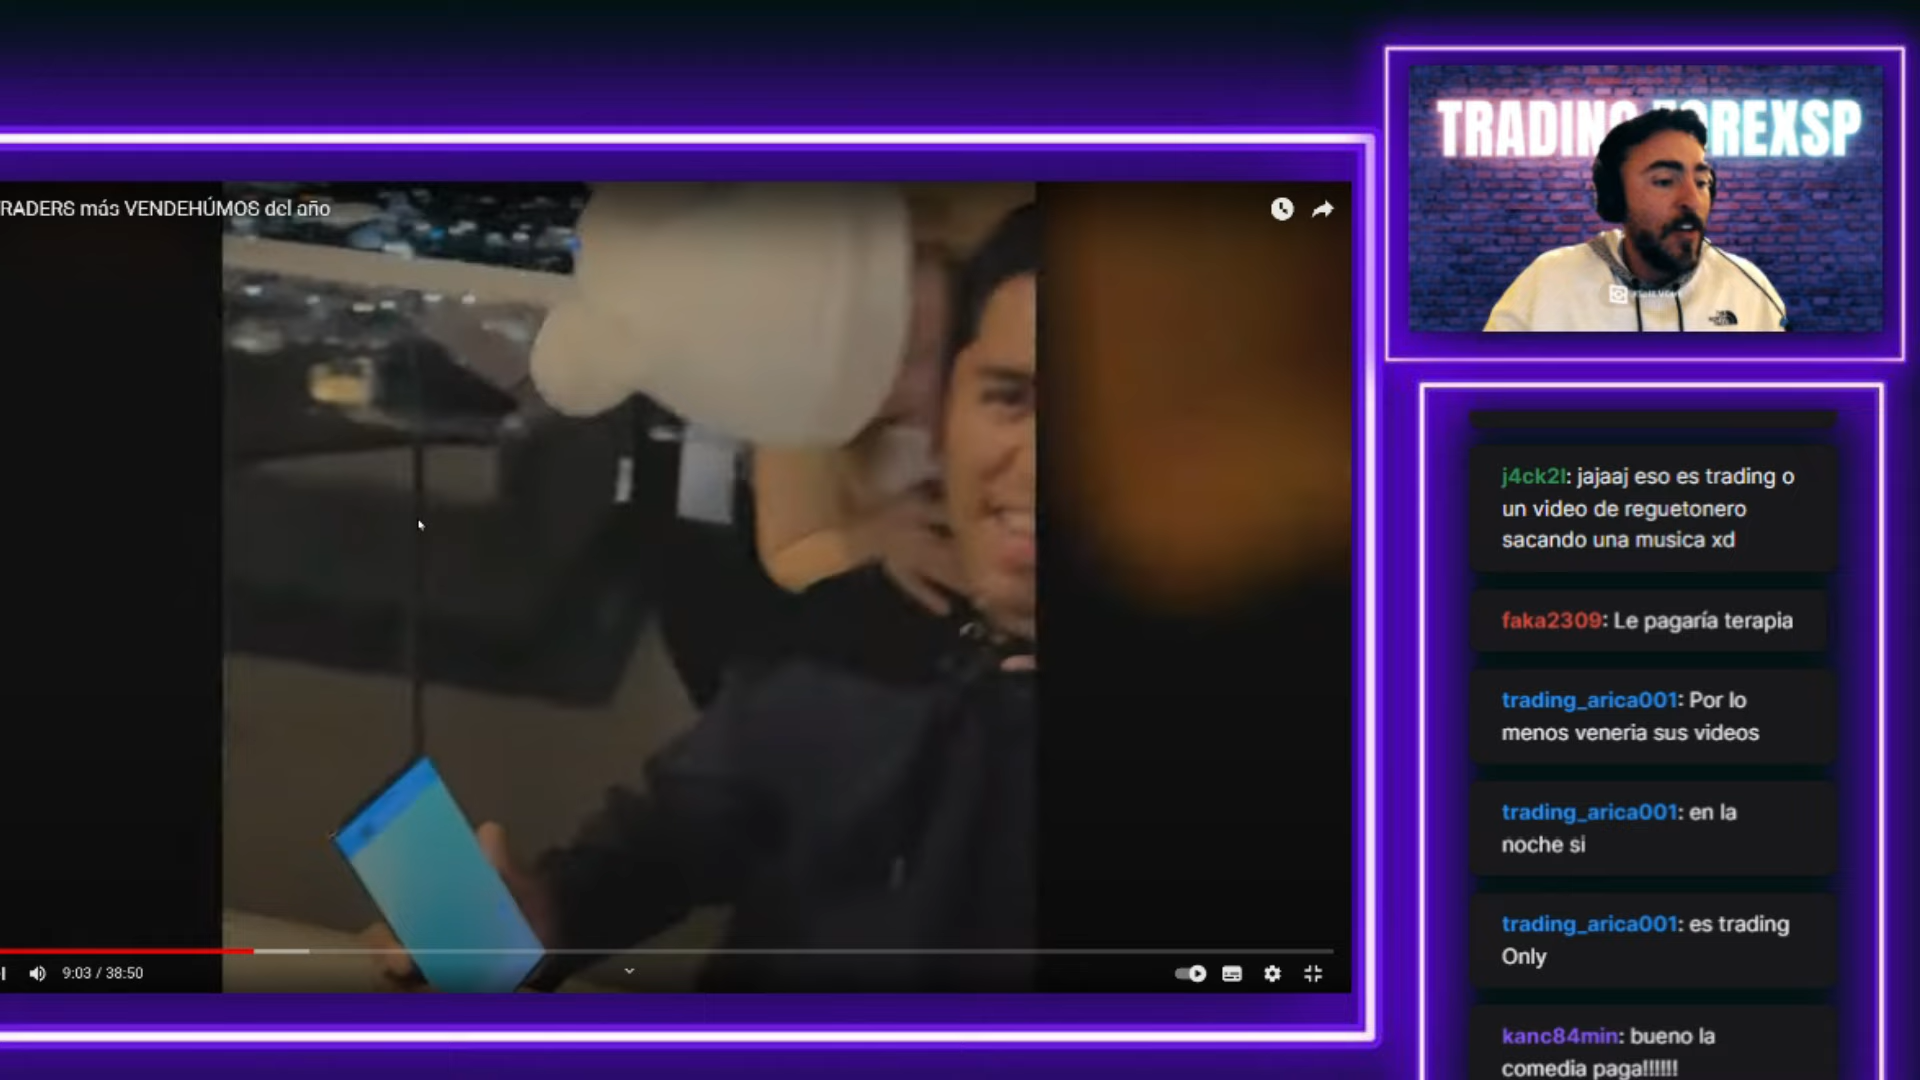 TRADING FOREXSP
RADERS más VENDEHÚMOS del año
j4ck2l: jajaaj eso es trading o
un video de reguetonero
sacando una musica xd
faka2309: Le pagaría terapia
trading_arica001: Por lo
menos veneria sus videos
trading_arica001: en la
noche si
trading_arica001: es trading
Only
kanc84min: bueno la
comedia paga!!!!!!
9:03 / 38:50